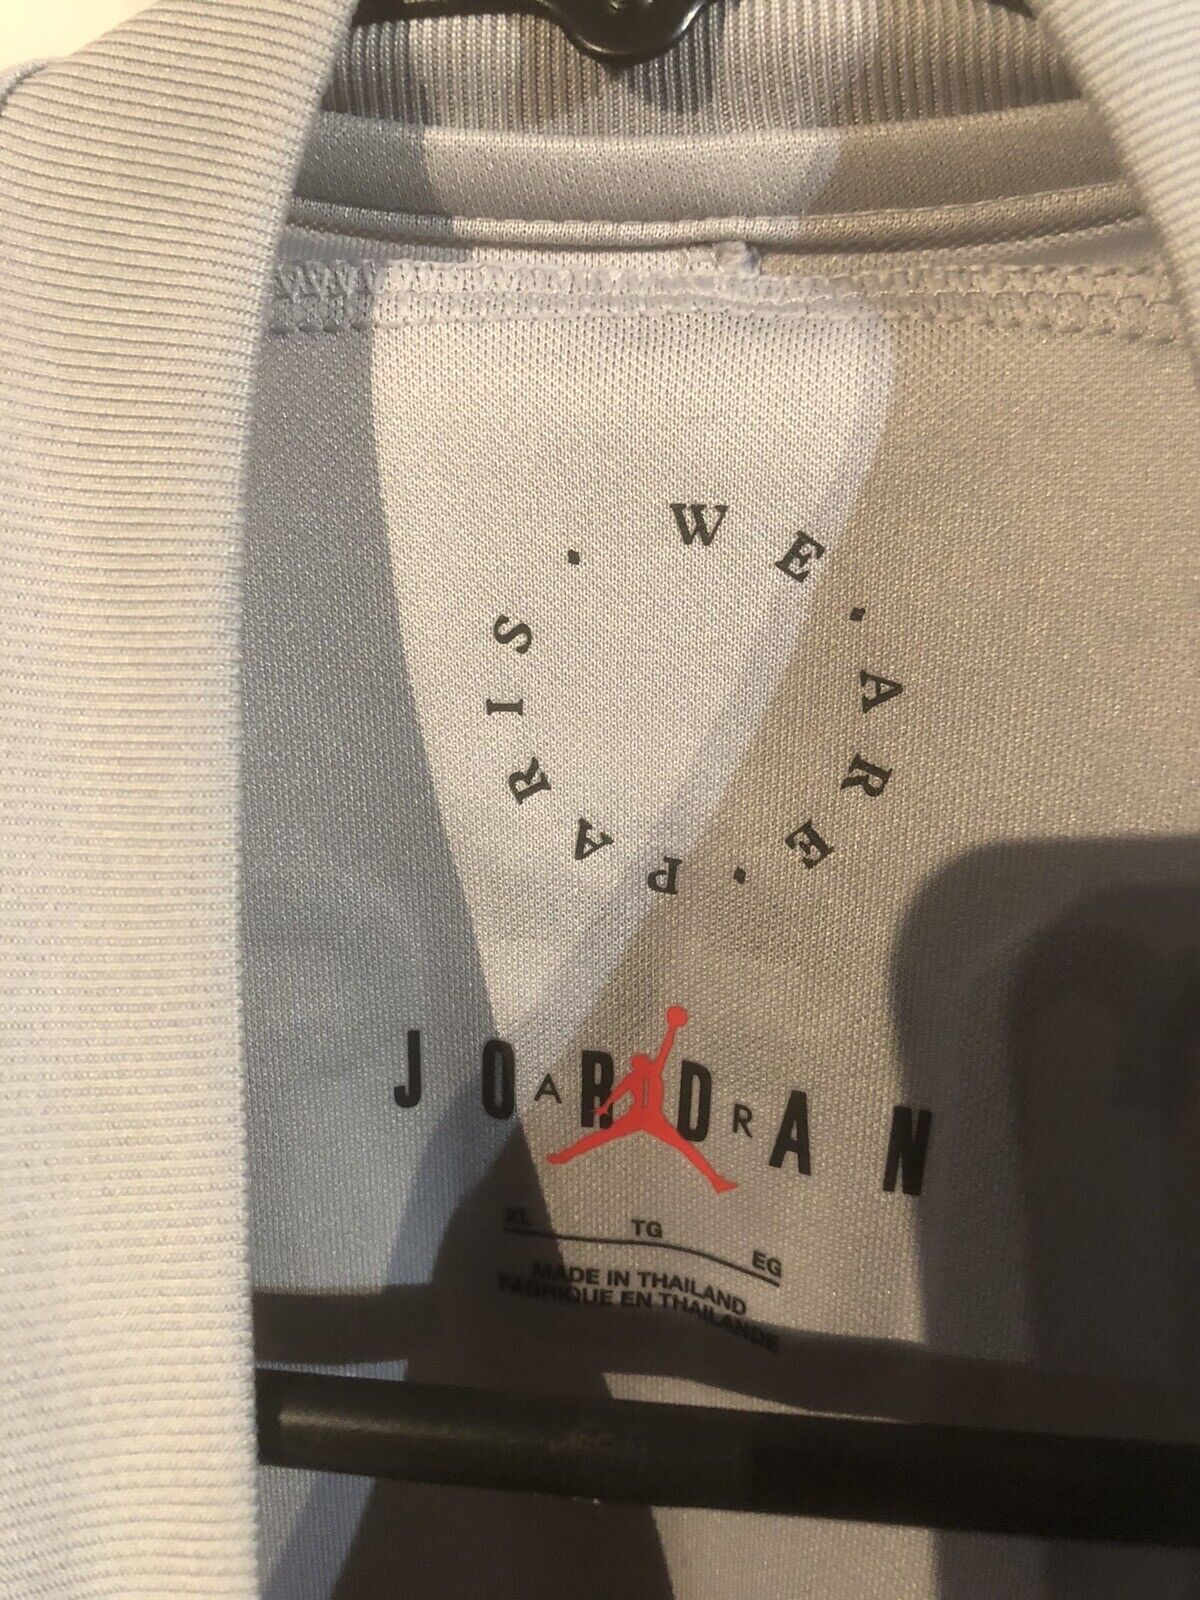 WE.ARE.PARIS.
JORDAN
AIR
XL TG EG
MADE IN THAILAND
FABRIQUE EN THAILANDE